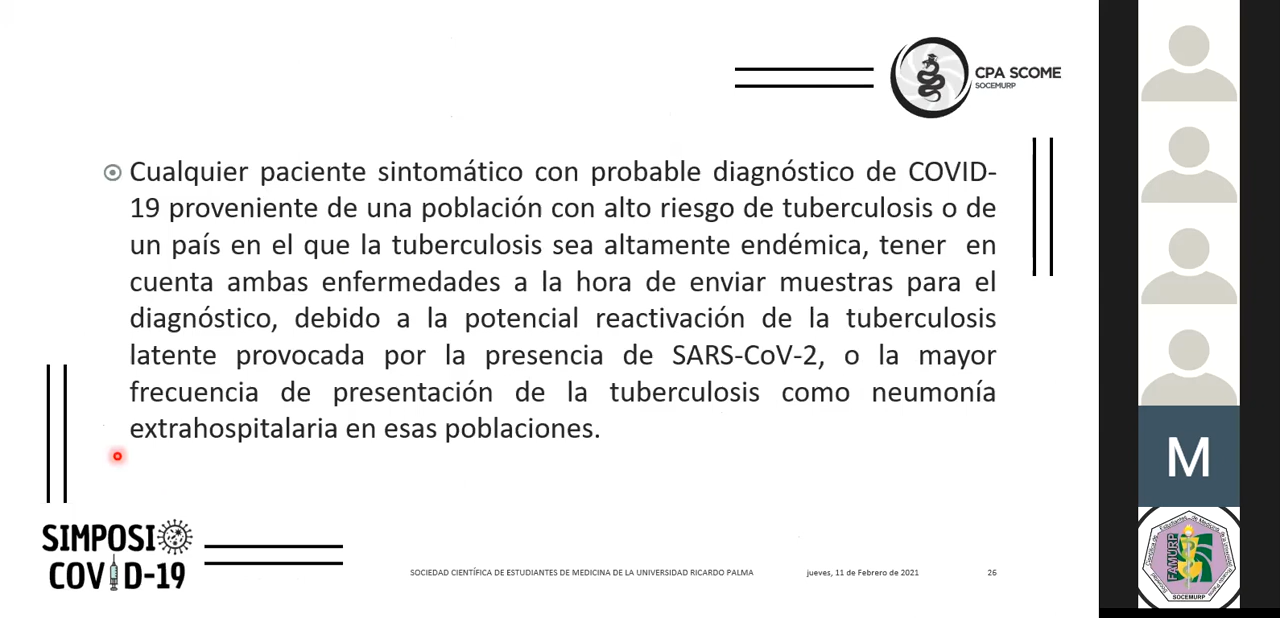 CPA SCOME
SOCEMURP
Cualquier paciente sintomático con probable diagnóstico de COVID-
19 proveniente de una población con alto riesgo de tuberculosis o de
un país en el que la tuberculosis sea altamente endémica, tener en
cuenta ambas enfermedades a la hora de enviar muestras para el
diagnóstico, debido a la potencial reactivación de la tuberculosis
latente provocada por la presencia de SARS-CoV-2, o la mayor
frecuencia de presentación de la tuberculosis como neumonía
extrahospitalaria en esas poblaciones.
M
SIMPOSIO
COVID-19
SOCIEDAD CIENTÍFICA DE ESTUDIANTES DE MEDICINA DE LA UNIVERSIDAD RICARDO PALMA
jueves, 11 de Febrero de 2021
26
FAMURP
SOCEMURP